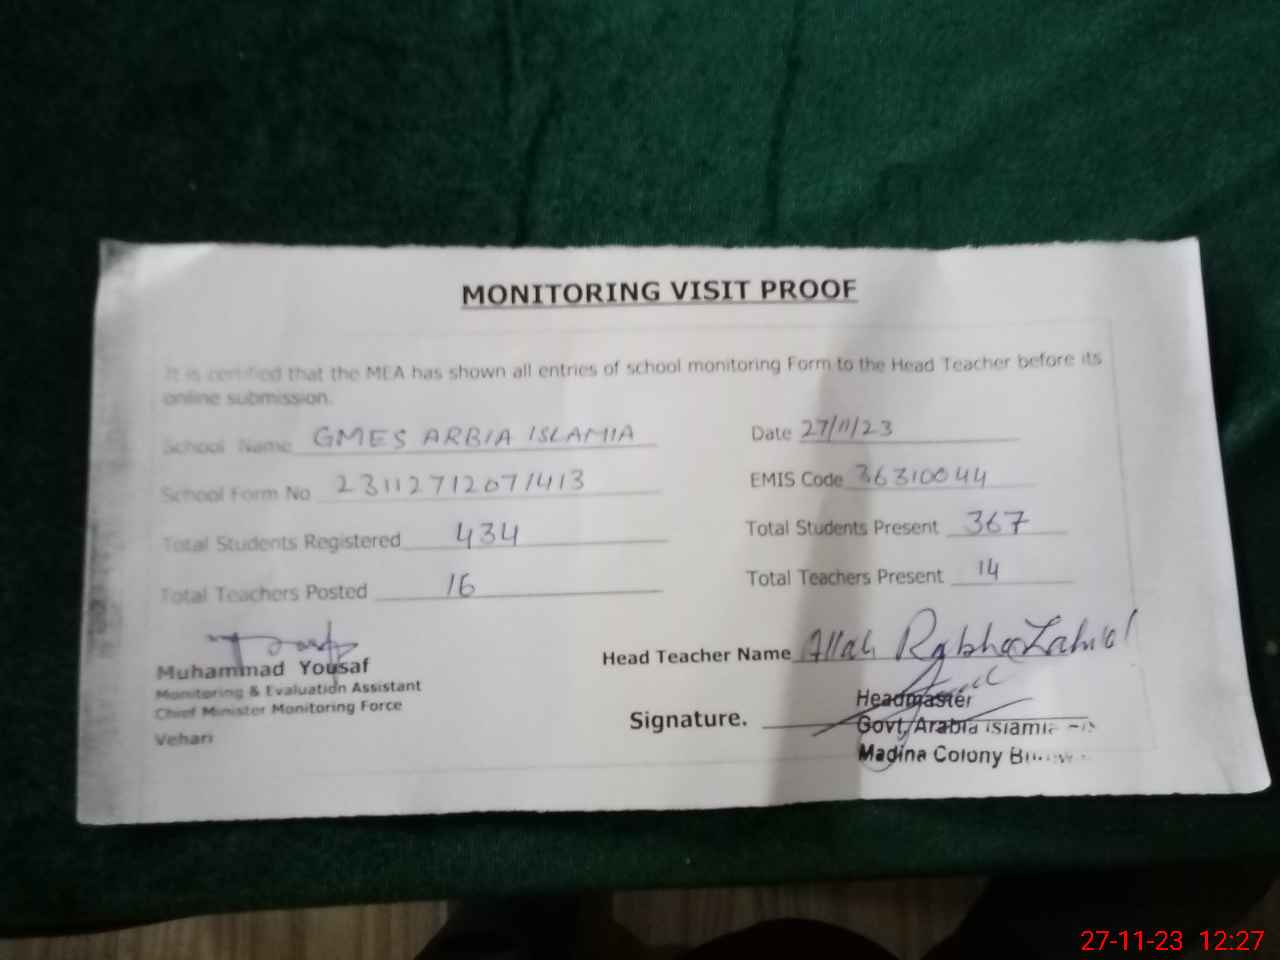 MONITORING VISIT PROOF
It is certified that the MEA has shown all entries of school monitoring Form to the Head Teacher before its
online submission.
School Name GMES ARBIA ISLAMIA Date 27/11/23
School Form No 23112712071413 EMIS Code 36310044
Total Students Registered 434 Total Students Present 367
Total Teachers Posted 16 Total Teachers Present 14
Muhammad Yousaf
Monitoring & Evaluation Assistant
Chief Minister Monitoring Force
Vehari
Head Teacher Name Allah Rakha
Signature.
Headmaster
Govt. Arabia Islamia
Madina Colony
27-11-23 12:27